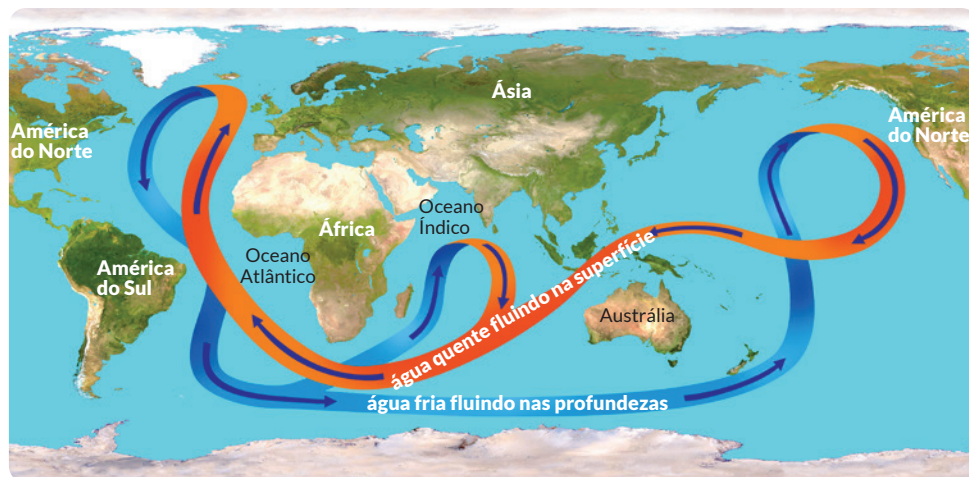 Ásia
América
do Norte
América
do Norte
Oceano
Índico
África
Oceano
Atlântico
América
do Sul
água quente fluindo na superfície
Austrália
água fria fluindo nas profundezas